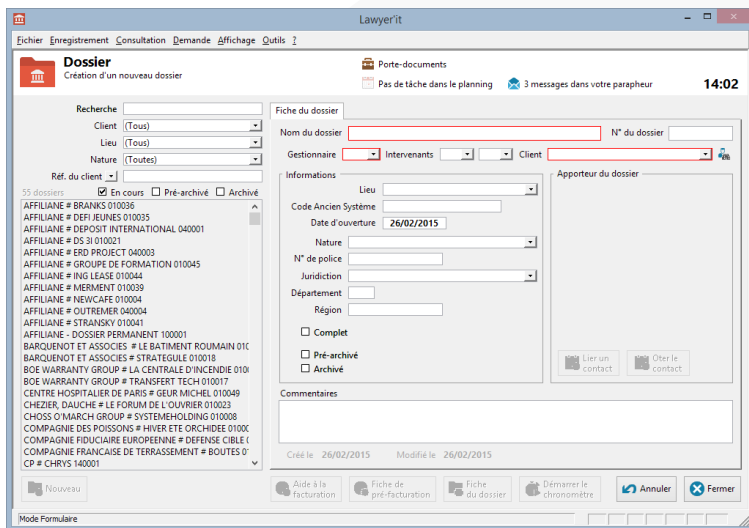 Lawyer'it
Fichier Enregistrement Consultation Demande Affichage Outils ?
Dossier
Création d'un nouveau dossier
Porte-documents
Pas de tâche dans le planning 3 messages dans votre parapheur 14:02
Recherche
Client (Tous)
Lieu (Tous)
Nature (Toutes)
Réf. du client
55 dossiers En cours Pré-archivé Archivé
AFFILIANE # BRANKS 010036
AFFILIANE # DEFI JEUNES 010035
AFFILIANE # DEPOSIT INTERNATIONAL 040001
AFFILIANE # DS 3I 010021
AFFILIANE # ERD PROJECT 040003
AFFILIANE # GROUPE DE FORMATION 010045
AFFILIANE # ING LEASE 010044
AFFILIANE # MERMENT 010039
AFFILIANE # NEWCAFE 010004
AFFILIANE # OUTREMER 040004
AFFILIANE # STRANSKY 010041
AFFILIANE - DOSSIER PERMANENT 100001
BARQUENOT ET ASSOCIES # LE BATIMENT ROUMAIN 010
BARQUENOT ET ASSOCIES # STRATEGULE 010018
BOE WARRANTY GROUP # LA CENTRALE D'INCENDIE 010
BOE WARRANTY GROUP # TRANSFERT TECH 010017
CENTRE HOSPITALIER DE PARIS # GEUR MICHEL 010049
CHEZIER, DAUCHE # LE FORUM DE L'OUVRIER 010023
CHOSS O'MARCH GROUP # SYSTEMEHOLDING 010008
COMPAGNIE DES POISSONS # HIVER ETE ORCHIDEE 0100
COMPAGNIE FIDUCIAIRE EUROPEENNE # DEFENSE CIBLE
COMPAGNIE FRANCAISE DE TERRASSEMENT # BOUTES 0
CP # CHRYS 140001
Fiche du dossier
Nom du dossier N° du dossier
Gestionnaire Intervenants Client
Informations
Lieu
Code Ancien Système
Date d'ouverture 26/02/2015
Nature
N° de police
Juridiction
Département
Région
Complet
Pré-archivé
Archivé
Apporteur du dossier
Lier un contact
Oter le contact
Commentaires
Créé le 26/02/2015 Modifié le 26/02/2015
Nouveau
Aide à la facturation
Fiche de pré-facturation
Fiche du dossier
Démarrer le chronomètre
Annuler
Fermer
Mode Formulaire